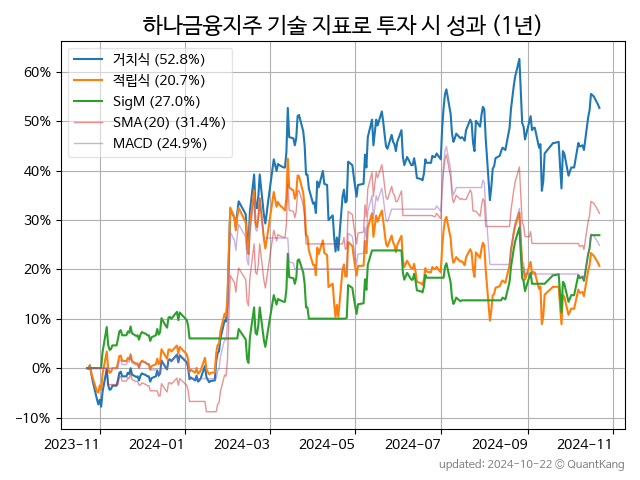 하나금융지주 기술 지표로 투자 시 성과 (1년)
거치식 (52.8%)
적립식 (20.7%)
SigM (27.0%)
SMA(20) (31.4%)
MACD (24.9%)
60%
50%
40%
30%
20%
10%
0%
−10%
2023-11 2024-01 2024-03 2024-05 2024-07 2024-09 2024-11
updated: 2024-10-22 © QuantKang